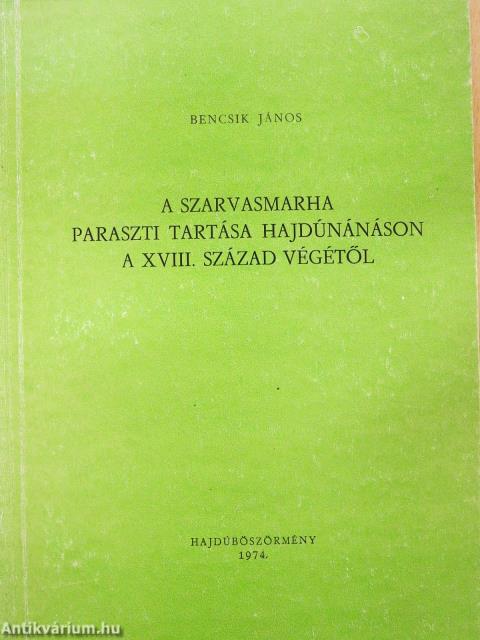 BENCSIK JÁNOS
A SZARVASMARHA
PARASZTI TARTÁSA HAJDÚNÁNÁSON
A XVIII. SZÁZAD VÉGÉTŐL
HAJDÚBÖSZÖRMÉNY
1974.
Antikvárium.hu